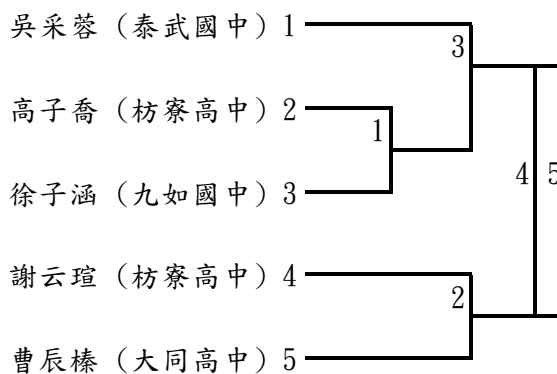 吳采蓉（泰武國中）1
3
高子喬（枋寮高中）2
1
徐子涵（九如國中）3
4 5
謝云瑄（枋寮高中）4
2
曹辰榛（大同高中）5